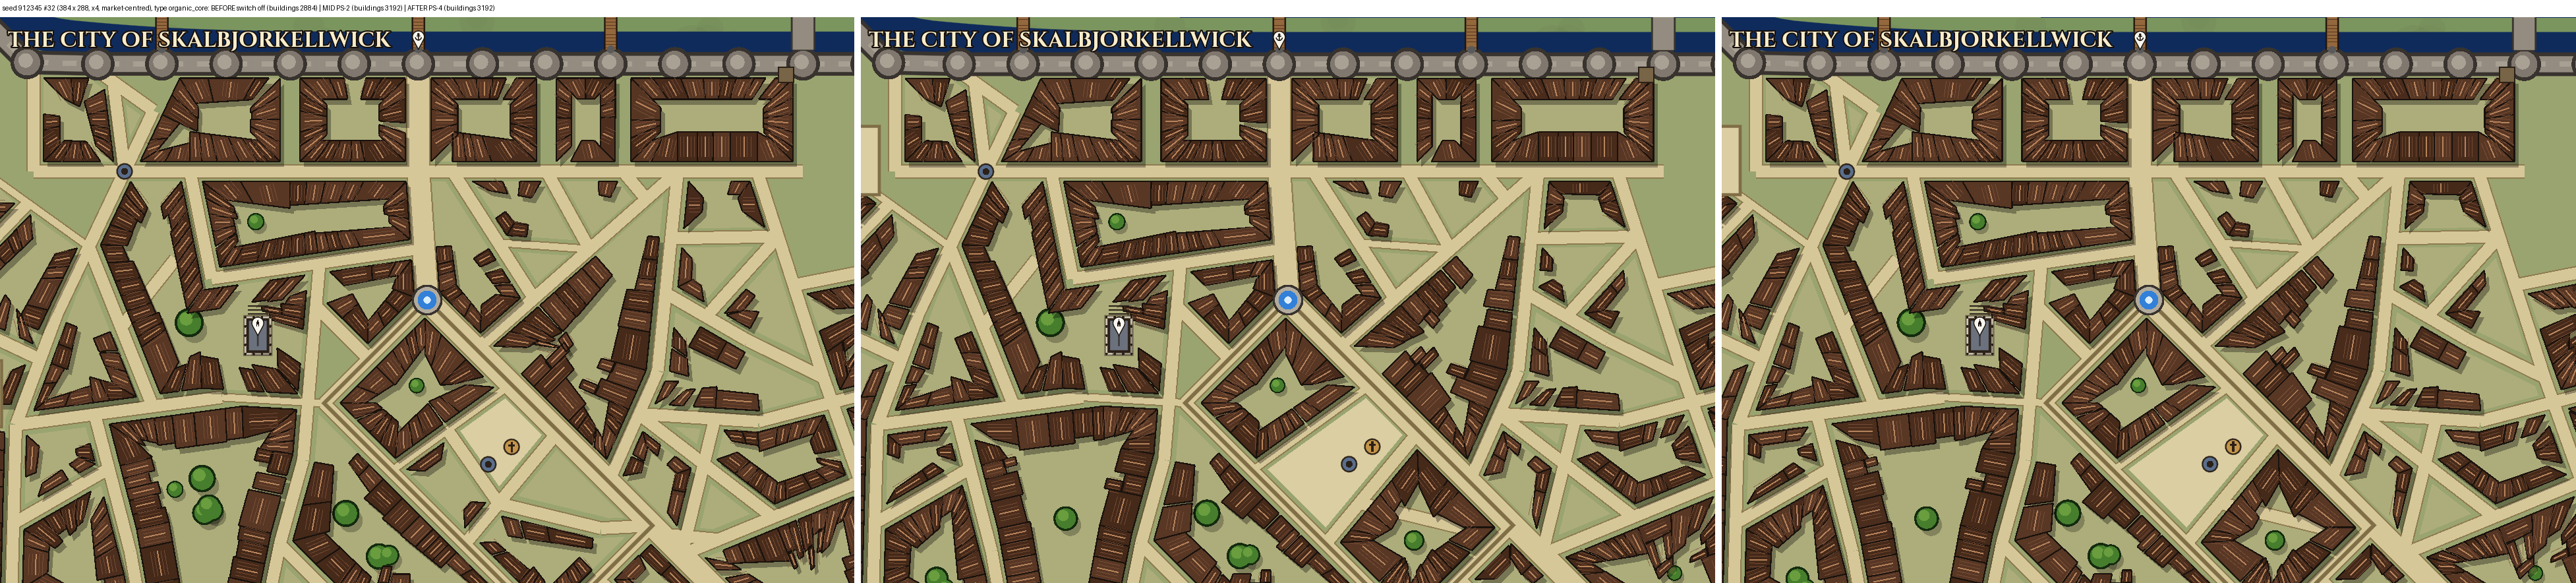 seed 912345 #32 (384 x 288, x4, market-centred), type organic_core: BEFORE switch off (buildings 2884) | MID PS-2 (buildings 3192) | AFTER PS-4 (buildings 3192)
THE CITY OF SKALBJORKELLWICK
THE CITY OF SKALBJORKELLWICK
THE CITY OF SKALBJORKELLWICK